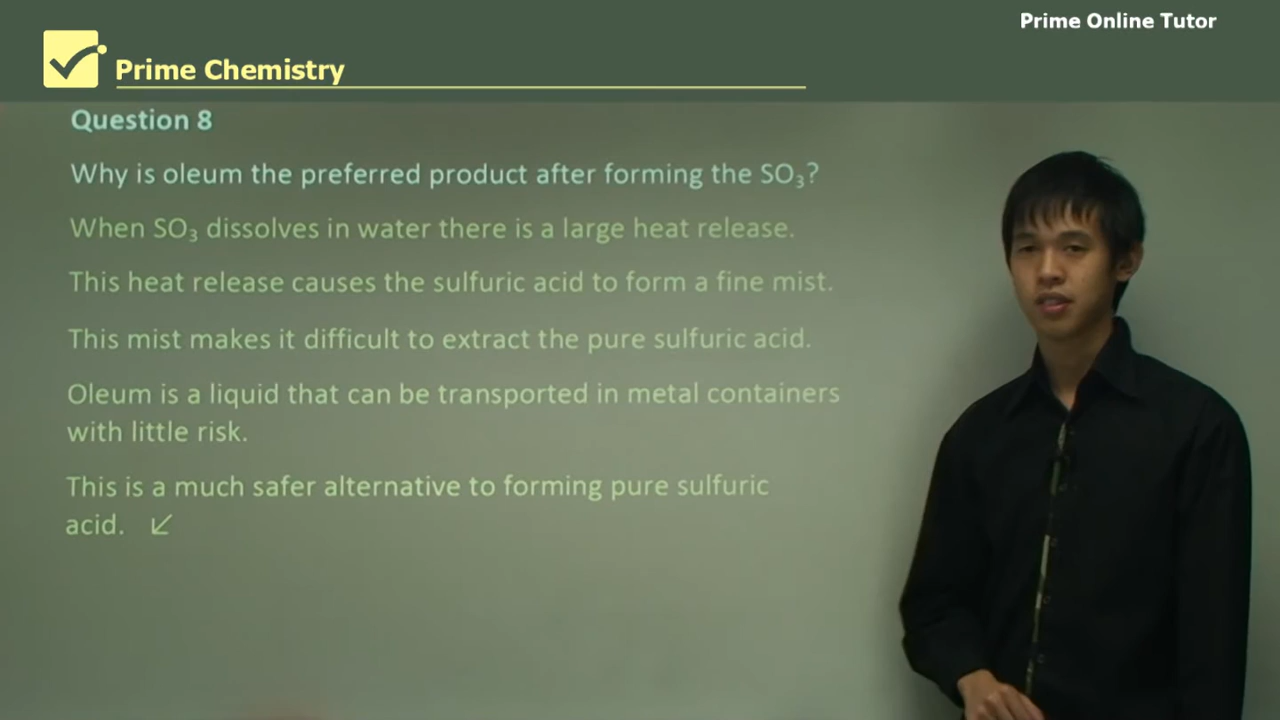 Prime Online Tutor
Prime Chemistry
Question 8
Why is oleum the preferred product after forming the SO₃?
When SO₃ dissolves in water there is a large heat release.
This heat release causes the sulfuric acid to form a fine mist.
This mist makes it difficult to extract the pure sulfuric acid.
Oleum is a liquid that can be transported in metal containers
with little risk.
This is a much safer alternative to forming pure sulfuric
acid. ↙